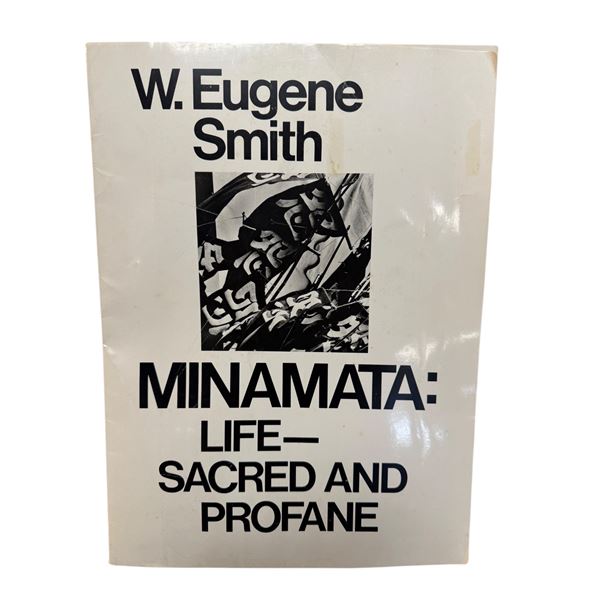 W. Eugene
Smith
MINAMATA:
LIFE—
SACRED AND
PROFANE